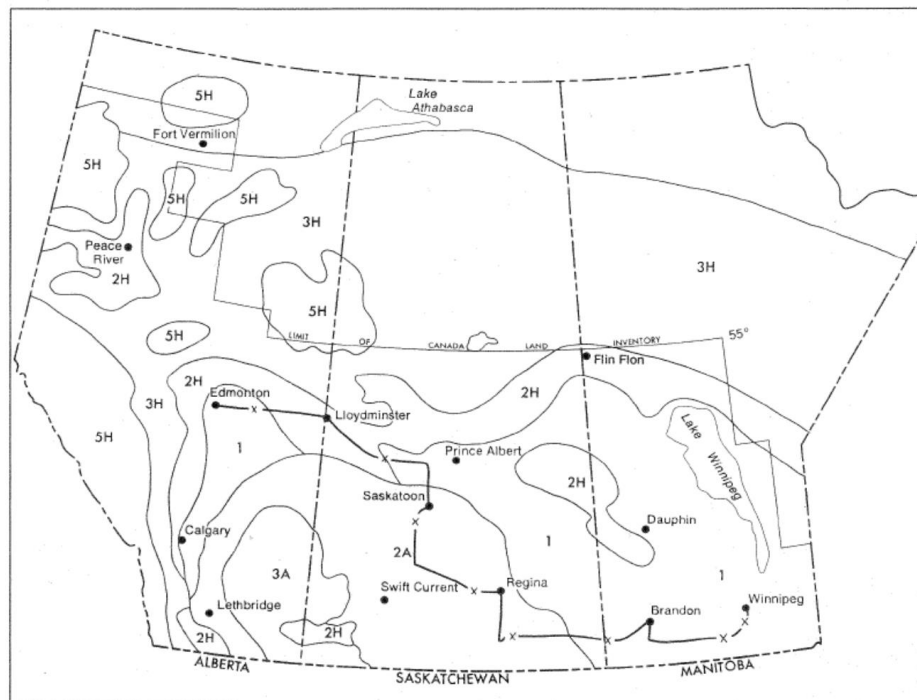 5H
Lake
Athabasca
Fort Vermilion
5H
5H
5H
3H
Peace
River
2H
3H
5H
LIMIT OF CANADA LAND INVENTORY
55°
5H
Flin Flon
2H
2H
3H
Edmonton
Lloydminster
5H
x
1
x
Prince Albert
Lake
Winnipeg
2H
Saskatoon
x
Dauphin
Calgary
2A
1
3A
x
Regina
1
Swift Current
Lethbridge
Brandon
Winnipeg
x
2H
2H
x
x
x
ALBERTA
SASKATCHEWAN
MANITOBA